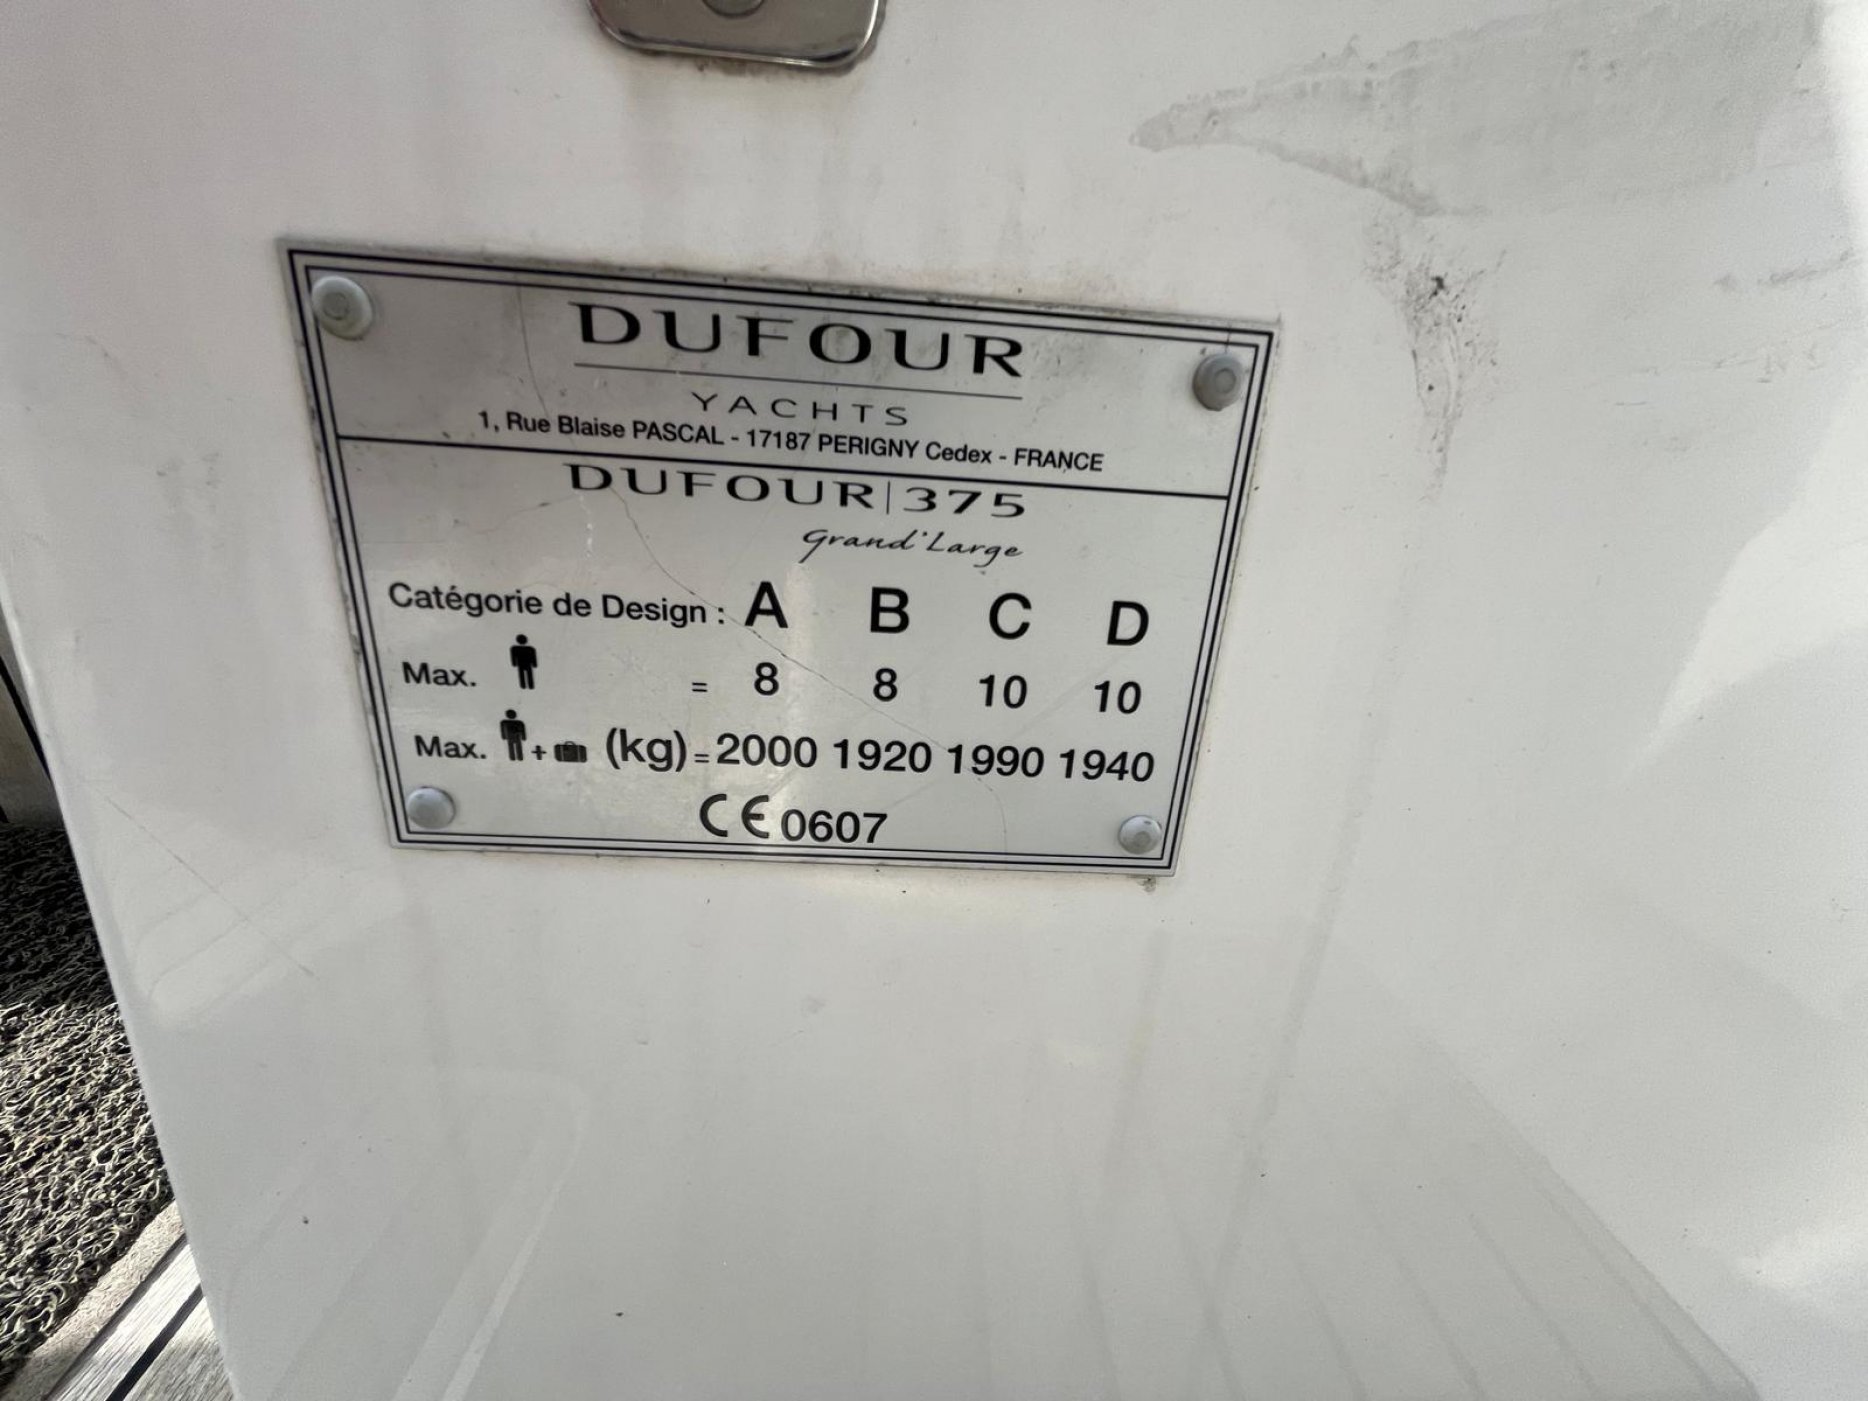 DUFOUR
YACHTS
1, Rue Blaise PASCAL - 17187 PERIGNY Cedex - FRANCE
DUFOUR|375
Grand'Large
Catégorie de Design : A B C D
Max. = 8 8 10 10
Max. + (kg) = 2000 1920 1990 1940
CE 0607